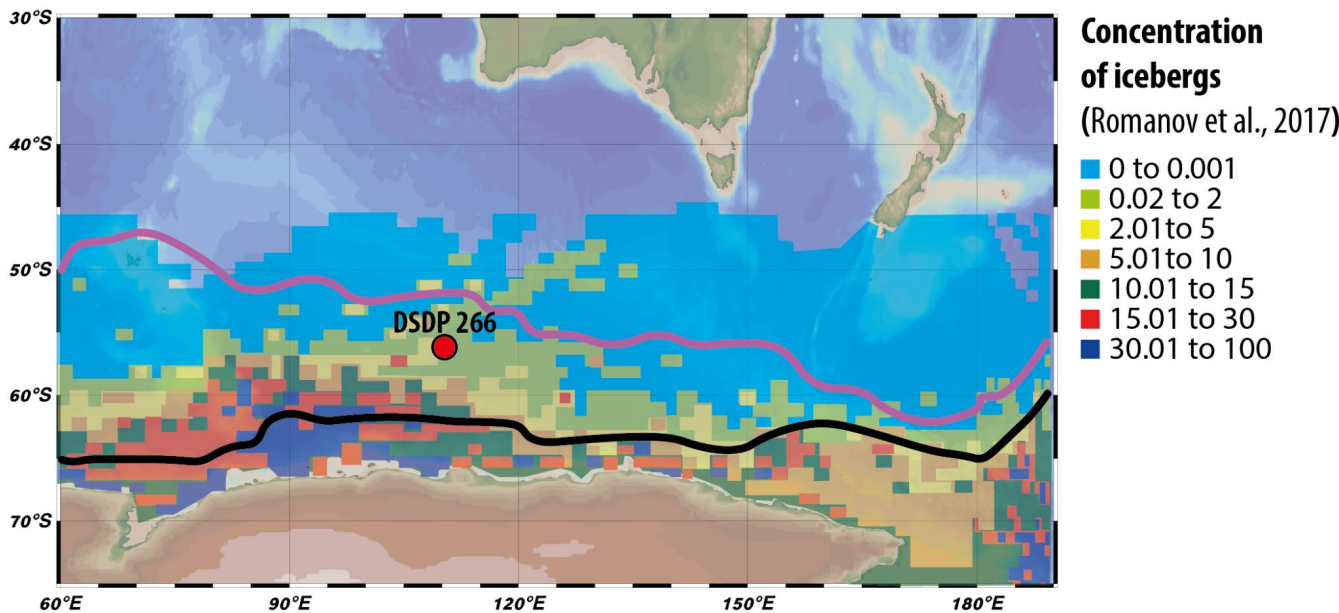 30°S
40°S
50°S
60°S
70°S
60°E
90°E
120°E
150°E
180°E
DSDP 266
Concentration
of icebergs
(Romanov et al., 2017)
0 to 0.001
0.02 to 2
2.01to 5
5.01to 10
10.01 to 15
15.01 to 30
30.01 to 100